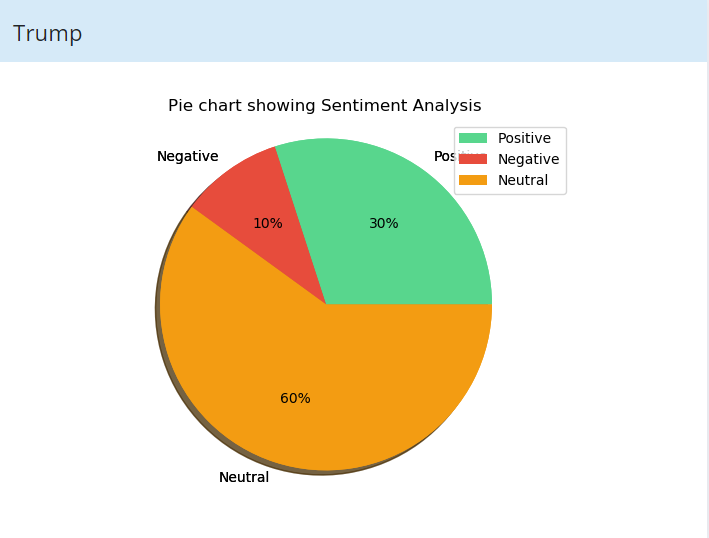 Trump
Pie chart showing Sentiment Analysis
Negative
Positive
Negative
Neutral
10%
30%
60%
Neutral